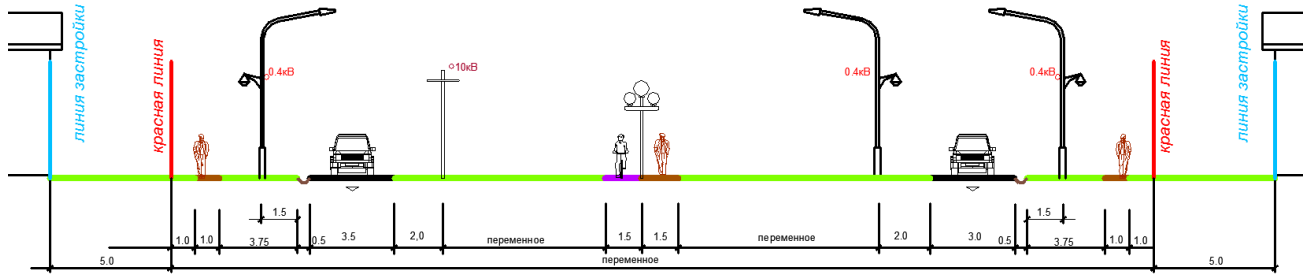 линия застройки
красная линия
0.4кВ
10кВ
0.4кВ
0.4кВ
красная линия
линия застройки
1.5
1.5
1.0
1.0
3.75
0.5
3.5
2,0
переменное
1.5
1.5
переменное
2.0
3.0
0.5
3.75
1.0
1.0
5.0
переменное
5.0